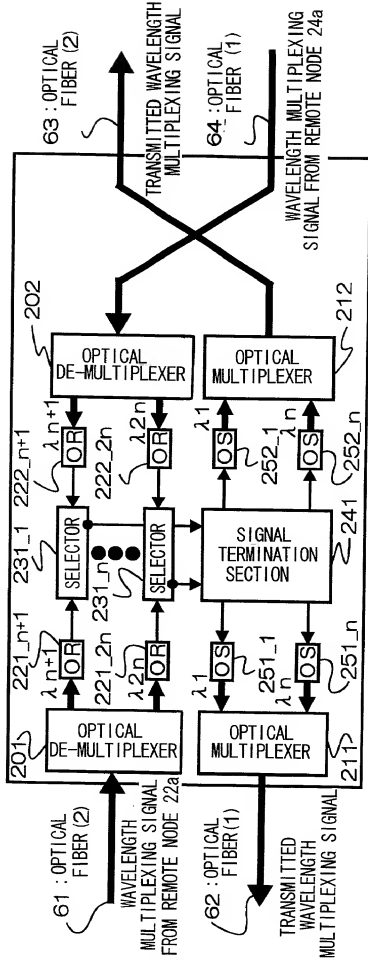 61 : OPTICAL
FIBER(2)
WAVELENGTH
MULTIPLEXING SIGNAL
FROM REMOTE NODE 22a
62 : OPTICAL
FIBER(1)
TRANSMITTED
WAVELENGTH
MULTIPLEXING SIGNAL
201
OPTICAL
DE-MULTIPLEXER
221_n+1
λn+1
OR
221_2n
λ2n
OR
231_1
SELECTOR
231_n
SELECTOR
222_n+1
λn+1
OR
222_2n
λ2n
OR
202
OPTICAL
DE-MULTIPLEXER
211
OPTICAL
MULTIPLEXER
λ1
OS
251_1
λn
OS
251_n
SIGNAL
TERMINATION
SECTION
241
λ1
OS
252_1
λn
OS
252_n
OPTICAL
MULTIPLEXER
212
63 : OPTICAL
FIBER (2)
TRANSMITTED WAVELENGTH
MULTIPLEXING SIGNAL
64 : OPTICAL
FIBER (1)
WAVELENGTH MULTIPLEXING
SIGNAL FROM REMOTE NODE 24a